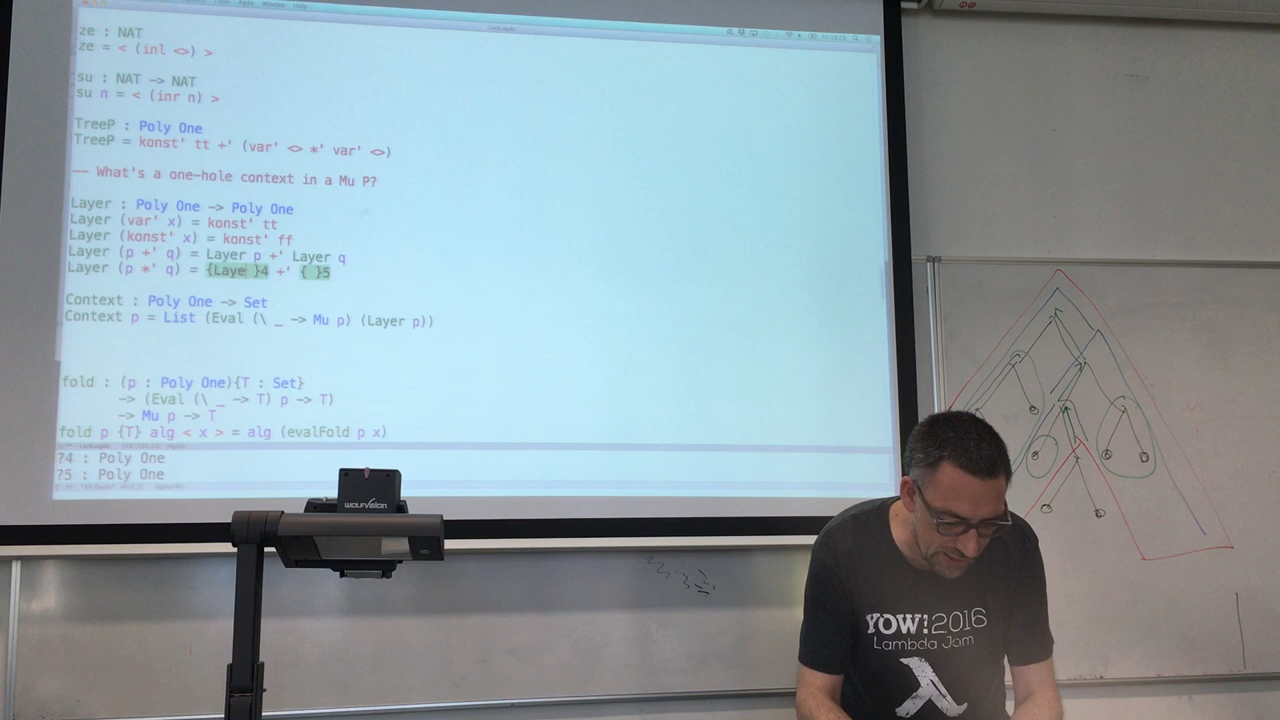 ze : NAT
ze = < (inl <>) >
su : NAT -> NAT
su n = < (inr n) >
TreeP : Poly One
TreeP = konst' tt +' (var' <> *' var' <>)
-- What's a one-hole context in a Mu P?
Layer : Poly One -> Poly One
Layer (var' x) = konst' tt
Layer (konst' x) = konst' ff
Layer (p +' q) = Layer p +' Layer q
Layer (p *' q) = {Laye }4 +' { }5
Context : Poly One -> Set
Context p = List (Eval (\ _ -> Mu p) (Layer p))
fold : (p : Poly One){T : Set}
-> (Eval (\ _ -> T) p -> T)
-> Mu p -> T
fold p {T} alg < x > = alg (evalFold p x)
?4 : Poly One
?5 : Poly One
wolfvision
YOW!2016
Lambda Jam
λ